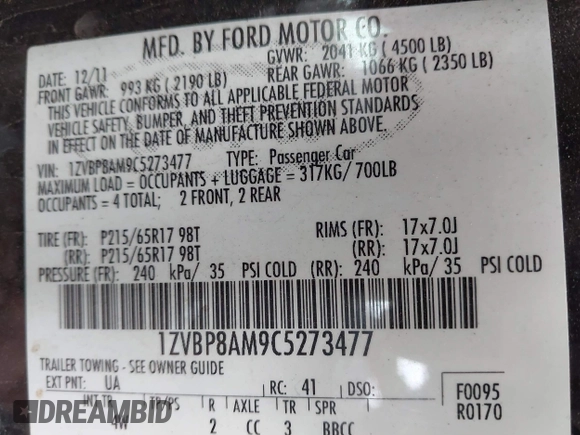 MFD. BY FORD MOTOR CO.
DATE: 12/11 GVWR: 2041 KG ( 4500 LB)
FRONT GAWR: 993 KG ( 2190 LB) REAR GAWR: 1066 KG ( 2350 LB)
THIS VEHICLE CONFORMS TO ALL APPLICABLE FEDERAL MOTOR
VEHICLE SAFETY, BUMPER, AND THEFT PREVENTION STANDARDS
IN EFFECT ON THE DATE OF MANUFACTURE SHOWN ABOVE.
VIN: 1ZVBP8AM9C5273477 TYPE: Passenger Car
MAXIMUM LOAD = OCCUPANTS + LUGGAGE = 317KG/ 700LB
OCCUPANTS = 4 TOTAL; 2 FRONT, 2 REAR
TIRE (FR): P215/65R17 98T RIMS (FR): 17x7.0J
(RR): P215/65R17 98T (RR): 17x7.0J
PRESSURE (FR): 240 kPa/ 35 PSI COLD (RR): 240 kPa/ 35 PSI COLD
1ZVBP8AM9C5273477
TRAILER TOWING - SEE OWNER GUIDE
EXT PNT: UA RC: 41 DSO: F0095
INT TR TP/PS R AXLE TR SPR R0170
4M 2 CC 3 BBCC
DREAMBID